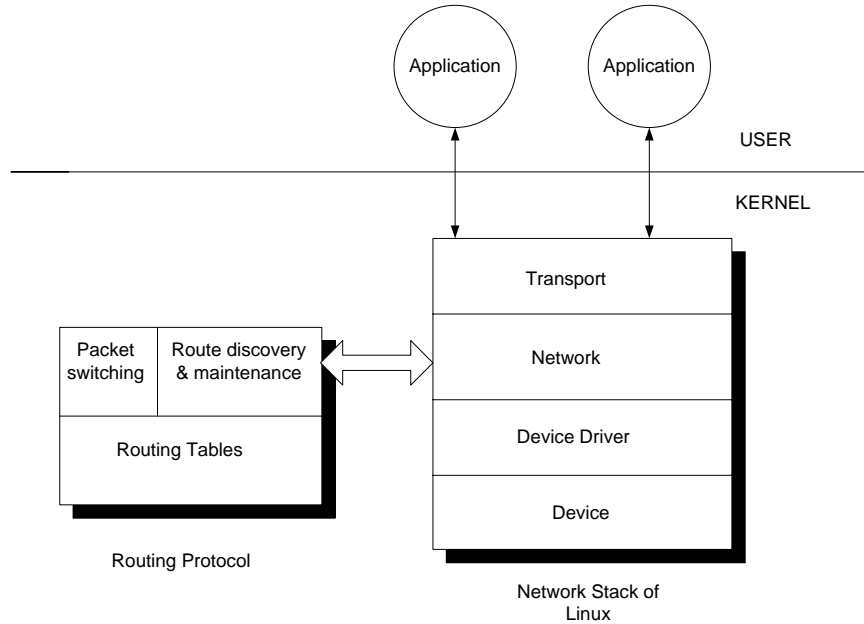 Application
Application
USER
KERNEL
Transport
Network
Device Driver
Device
Packet
switching
Route discovery
& maintenance
Routing Tables
Routing Protocol
Network Stack of
Linux